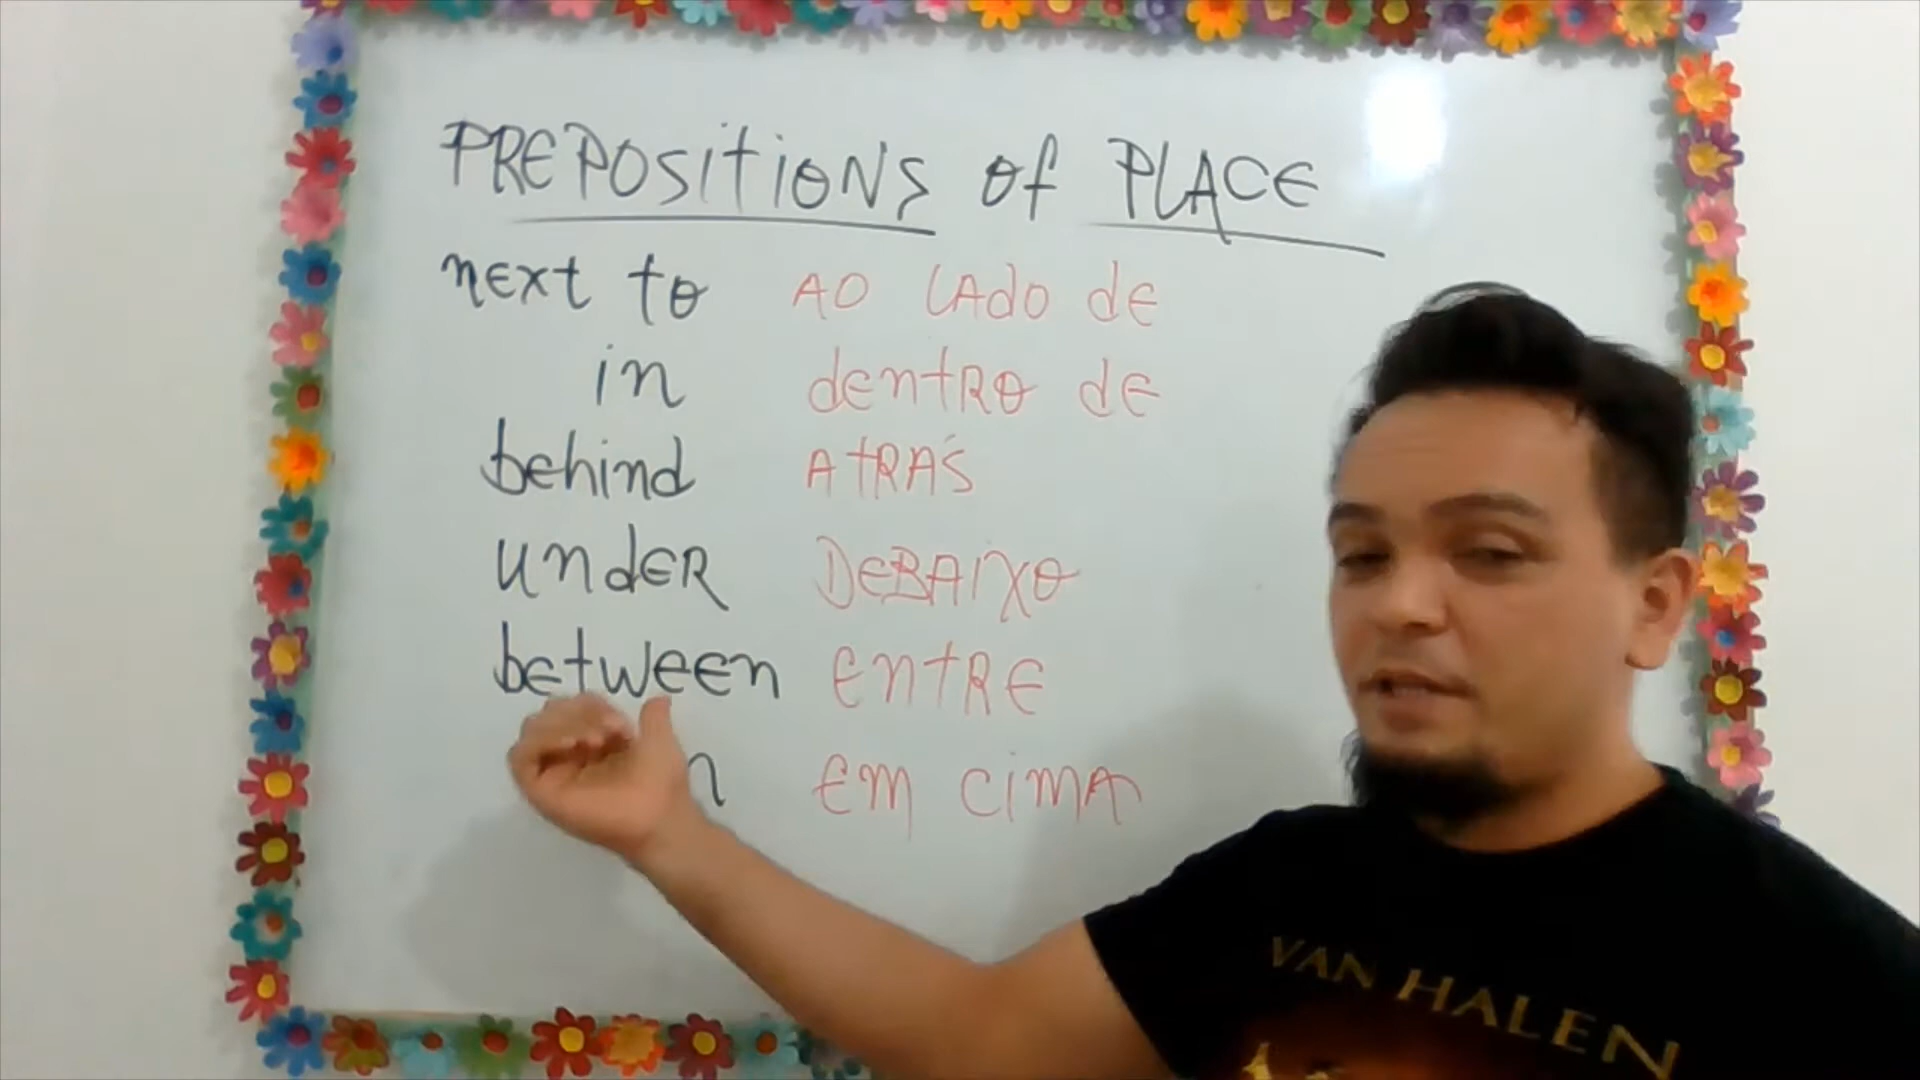 PREPOSITIONS of PLACE
next to AO LADO DE
in dentro de
behind ATRÁS
under DEBAIXO
between ENTRE
EM CIMA
VAN HALEN